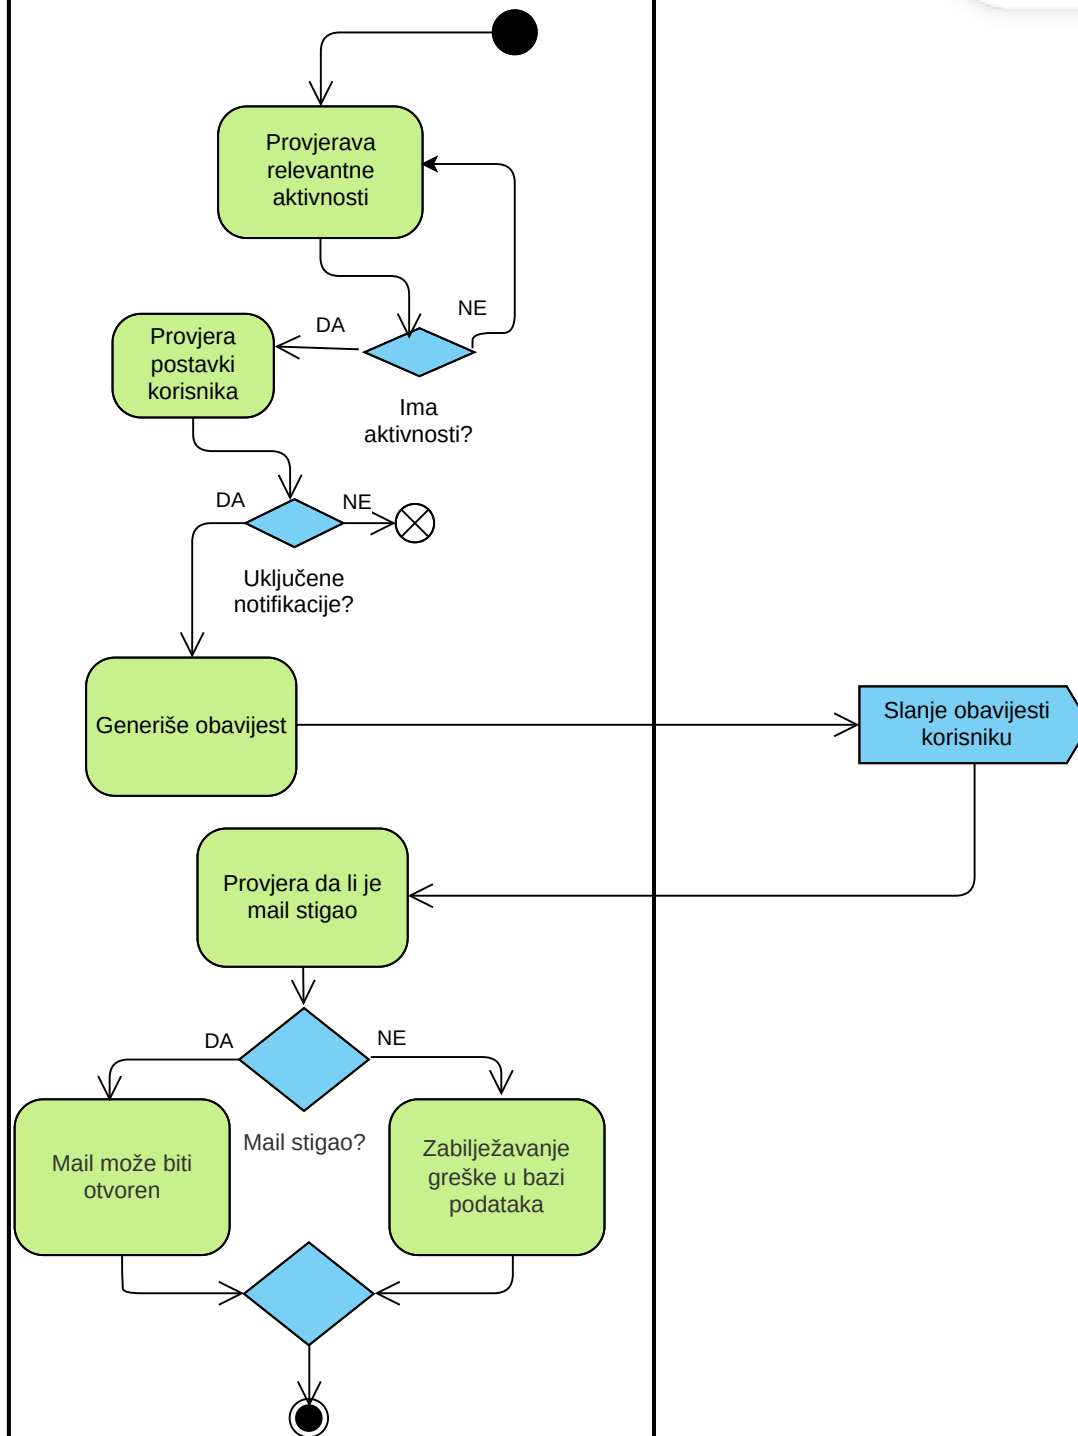 Provjerava
relevantne
aktivnosti
NE
DA
Provjera
postavki
korisnika
Ima
aktivnosti?
DA
NE
Uključene
notifikacije?
Generiše obavijest
Slanje obavijesti
korisniku
Provjera da li je
mail stigao
DA
NE
Mail stigao?
Mail može biti
otvoren
Zabilježavanje
greške u bazi
podataka